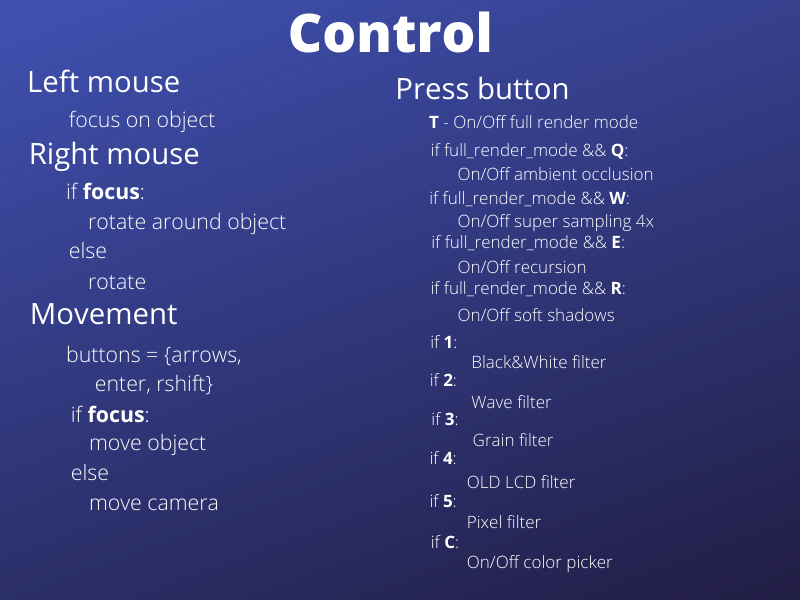 Control
Left mouse
focus on object
Right mouse
if focus:
rotate around object
else
rotate
Movement
buttons = {arrows,
enter, rshift}
if focus:
move object
else
move camera
Press button
T - On/Off full render mode
if full_render_mode && Q:
On/Off ambient occlusion
if full_render_mode && W:
On/Off super sampling 4x
if full_render_mode && E:
On/Off recursion
if full_render_mode && R:
On/Off soft shadows
if 1:
Black&White filter
if 2:
Wave filter
if 3:
Grain filter
if 4:
OLD LCD filter
if 5:
Pixel filter
if C:
On/Off color picker